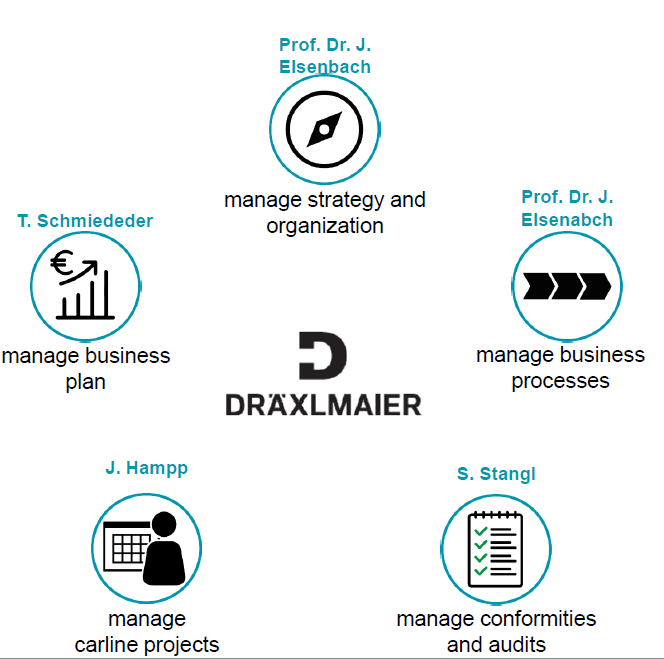 Prof. Dr. J.
Elsenbach
manage strategy and
organization
Prof. Dr. J.
Elsenabch
manage business
processes
T. Schmiededer
€
manage business
plan
DRÄXLMAIER
J. Hampp
manage
carline projects
S. Stangl
manage conformities
and audits